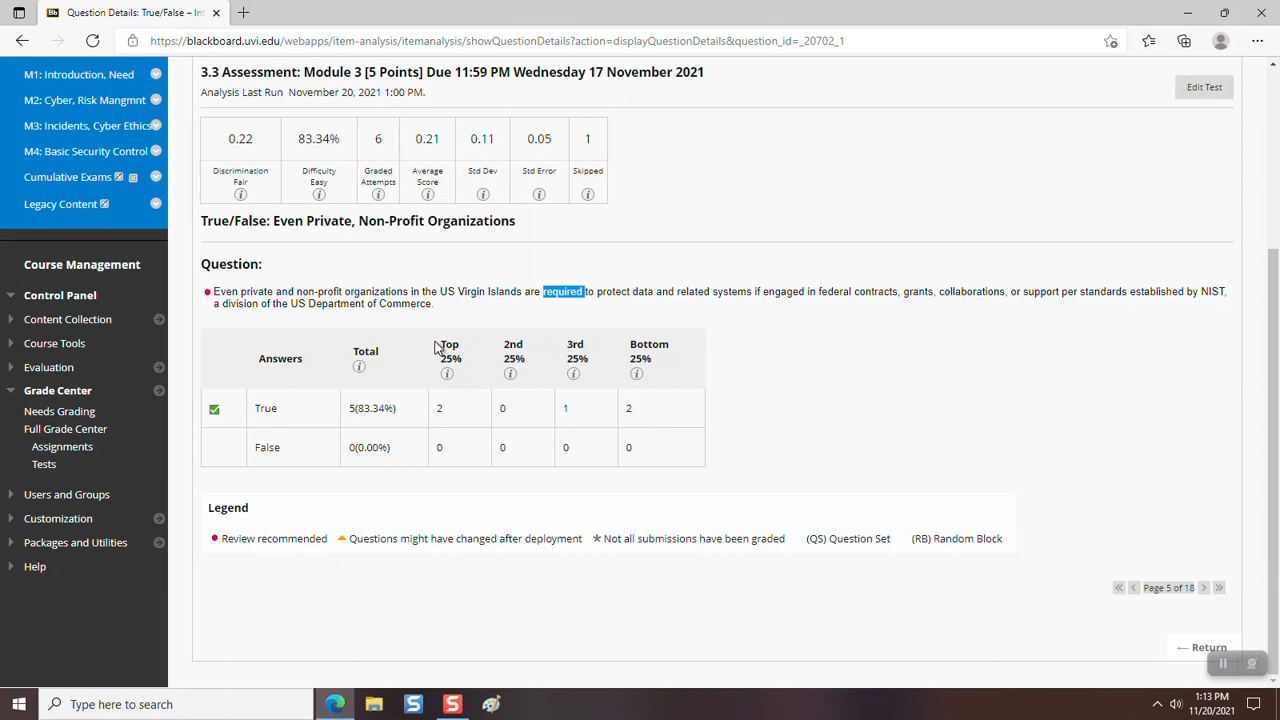 Question Details: True/False – Int
https://blackboard.uvi.edu/webapps/item-analysis/itemanalysis/showQuestionDetails?action=displayQuestionDetails&question_id=_20702_1
M1: Introduction, Need
M2: Cyber, Risk Mangmnt
M3: Incidents, Cyber Ethics
M4: Basic Security Control
Cumulative Exams
Legacy Content
Course Management
Control Panel
Content Collection
Course Tools
Evaluation
Grade Center
Needs Grading
Full Grade Center
Assignments
Tests
Users and Groups
Customization
Packages and Utilities
Help
3.3 Assessment: Module 3 [5 Points] Due 11:59 PM Wednesday 17 November 2021
Analysis Last Run November 20, 2021 1:00 PM.
Edit Test
0.22 83.34% 6 0.21 0.11 0.05 1
Discrimination Difficulty Graded Average Std Dev Std Error Skipped
Fair Easy Attempts Score
True/False: Even Private, Non-Profit Organizations
Question:
Even private and non-profit organizations in the US Virgin Islands are required to protect data and related systems if engaged in federal contracts, grants, collaborations, or support per standards established by NIST,
a division of the US Department of Commerce.
Answers Total Top 25% 2nd 25% 3rd 25% Bottom 25%
True 5(83.34%) 2 0 1 2
False 0(0.00%) 0 0 0 0
Legend
Review recommended Questions might have changed after deployment Not all submissions have been graded (QS) Question Set (RB) Random Block
Page 5 of 18
← Return
Type here to search
1:13 PM
11/20/2021